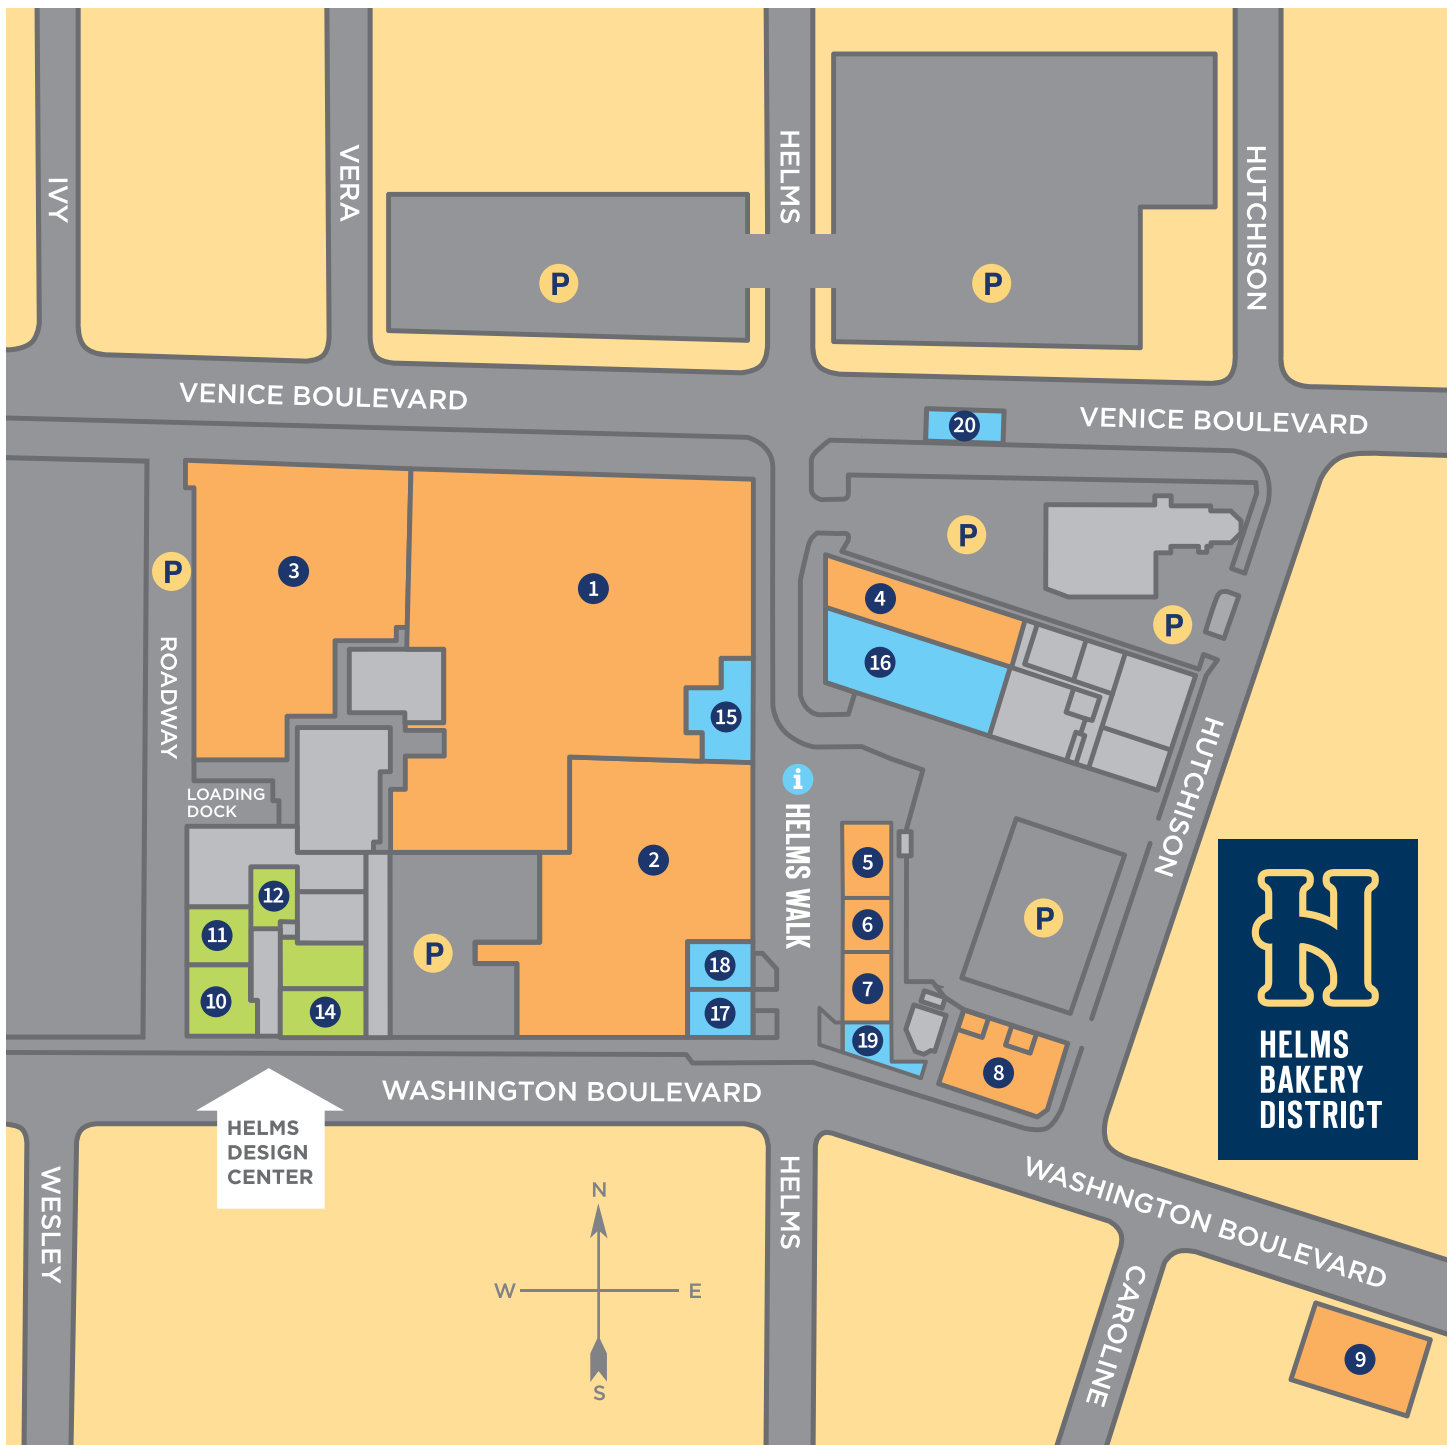 IVY
VERA
HELMS
HUTCHISON
P
P
VENICE BOULEVARD
VENICE BOULEVARD
20
P
3
P
1
4
P
16
ROADWAY
15
HUTCHISON
i
HELMS WALK
LOADING
DOCK
2
5
12
11
6
P
P
18
7
10
14
17
19
8
HELMS
BAKERY
DISTRICT
WASHINGTON BOULEVARD
HELMS
DESIGN
CENTER
WESLEY
HELMS
WASHINGTON BOULEVARD
N
W
E
S
CAROLINE
9